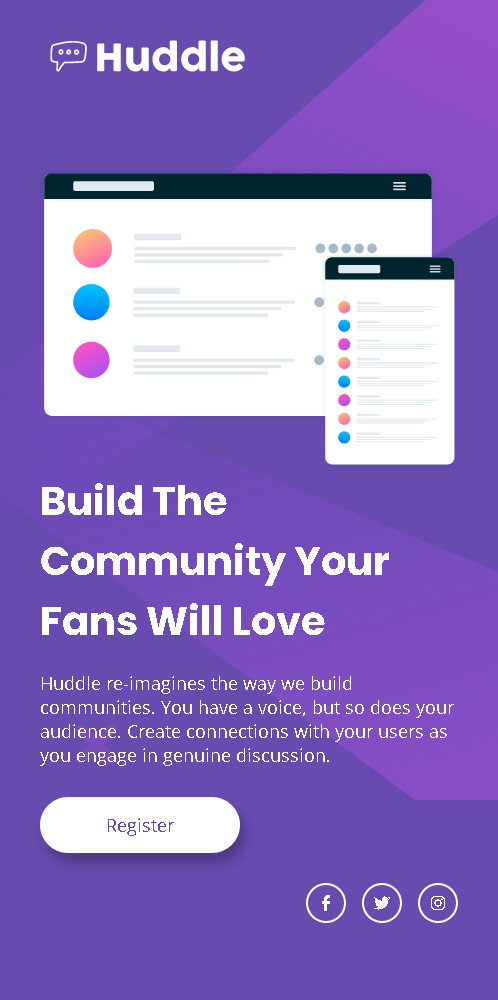 Huddle
Build The
Community Your
Fans Will Love
Huddle re-imagines the way we build
communities. You have a voice, but so does your
audience. Create connections with your users as
you engage in genuine discussion.
Register